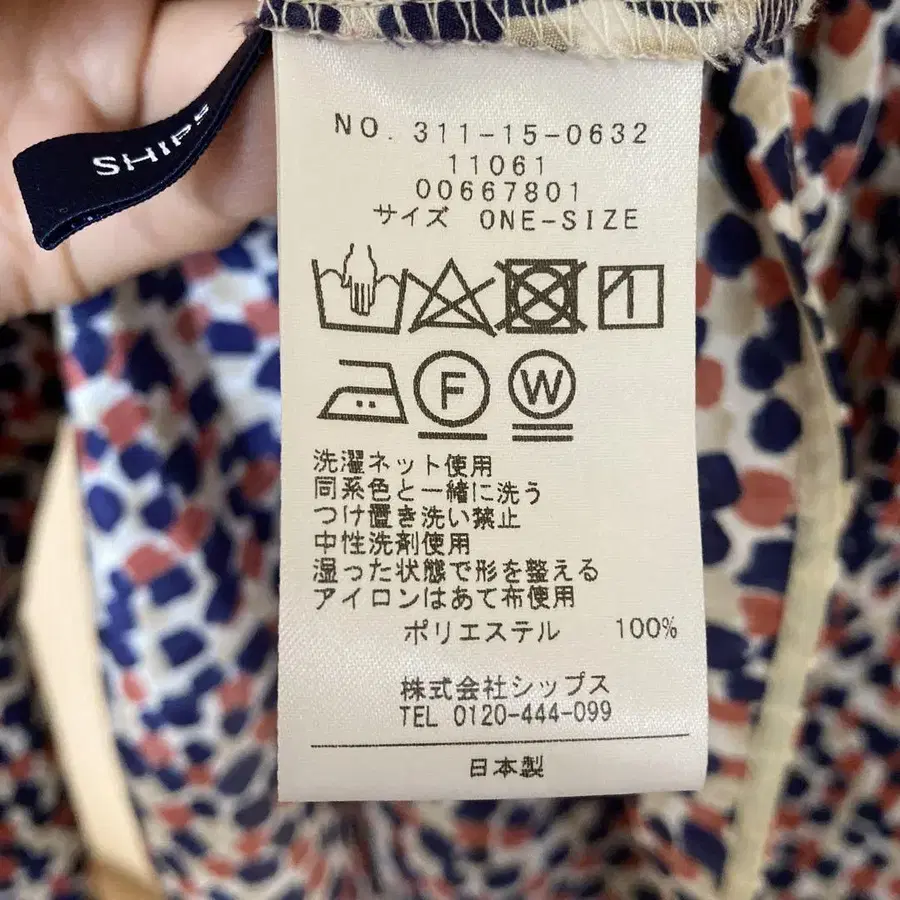 SHIPS
NO. 311-15-0632
11061
00667801
サイズ ONE-SIZE
F
W
洗濯ネット使用
同系色と一緒に洗う
つけ置き洗い禁止
中性洗剤使用
湿った状態で形を整える
アイロンはあて布使用
ポリエステル 100%
株式会社シップス
TEL 0120-444-099
日本製